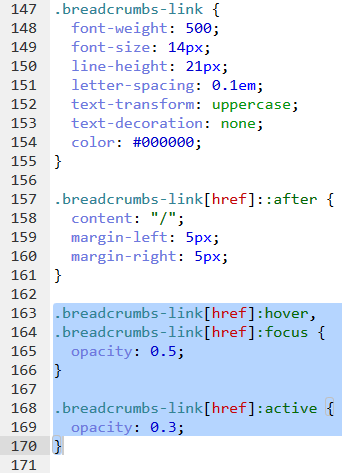 147 .breadcrumbs-link {
148   font-weight: 500;
149   font-size: 14px;
150   line-height: 21px;
151   letter-spacing: 0.1em;
152   text-transform: uppercase;
153   text-decoration: none;
154   color: #000000;
155 }
156
157 .breadcrumbs-link[href]::after {
158   content: "/";
159   margin-left: 5px;
160   margin-right: 5px;
161 }
162
163 .breadcrumbs-link[href]:hover,
164 .breadcrumbs-link[href]:focus {
165   opacity: 0.5;
166 }
167
168 .breadcrumbs-link[href]:active {
169   opacity: 0.3;
170 }
171